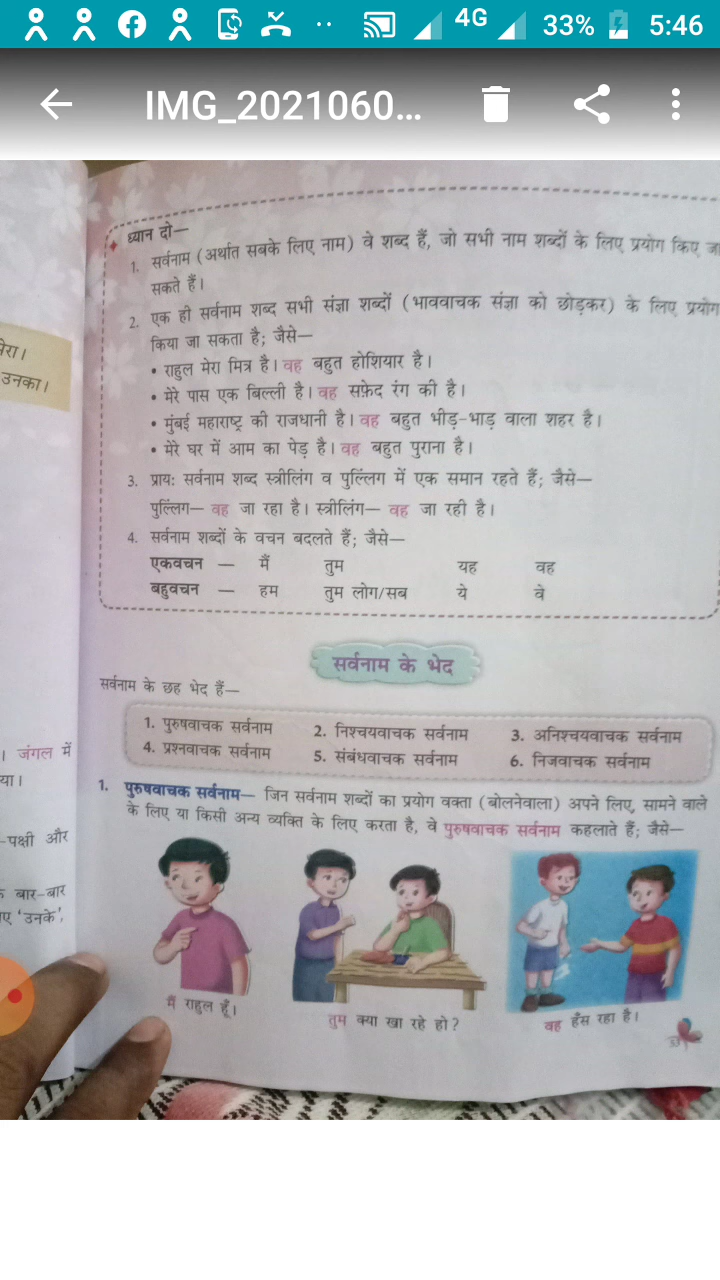 4G 33% 5:46
IMG_2021060...
ध्यान दो—
1. सर्वनाम (अर्थात सबके लिए नाम) वे शब्द हैं, जो सभी नाम शब्दों के लिए प्रयोग किए जा
सकते हैं।
2. एक ही सर्वनाम शब्द सभी संज्ञा शब्दों (भाववाचक संज्ञा को छोड़कर) के लिए प्रयोग
किया जा सकता है; जैसे—
• राहुल मेरा मित्र है। वह बहुत होशियार है।
• मेरे पास एक बिल्ली है। वह सफ़ेद रंग की है।
• मुंबई महाराष्ट्र की राजधानी है। वह बहुत भीड़-भाड़ वाला शहर है।
• मेरे घर में आम का पेड़ है। वह बहुत पुराना है।
3. प्राय: सर्वनाम शब्द स्त्रीलिंग व पुल्लिंग में एक समान रहते हैं; जैसे—
पुल्लिंग— वह जा रहा है। स्त्रीलिंग— वह जा रही है।
4. सर्वनाम शब्दों के वचन बदलते हैं; जैसे—
एकवचन — मैं तुम यह वह
बहुवचन — हम तुम लोग/सब ये वे
सर्वनाम के भेद
सर्वनाम के छह भेद हैं—
1. पुरुषवाचक सर्वनाम 2. निश्चयवाचक सर्वनाम 3. अनिश्चयवाचक सर्वनाम
4. प्रश्नवाचक सर्वनाम 5. संबंधवाचक सर्वनाम 6. निजवाचक सर्वनाम
1. पुरुषवाचक सर्वनाम— जिन सर्वनाम शब्दों का प्रयोग वक्ता (बोलनेवाला) अपने लिए, सामने वाले
के लिए या किसी अन्य व्यक्ति के लिए करता है, वे पुरुषवाचक सर्वनाम कहलाते हैं; जैसे—
मैं राहुल हूँ।
तुम क्या खा रहे हो?
वह हँस रहा है।
उनका।
। जंगल में
या।
-पक्षी और
बार-बार
ए 'उनके',